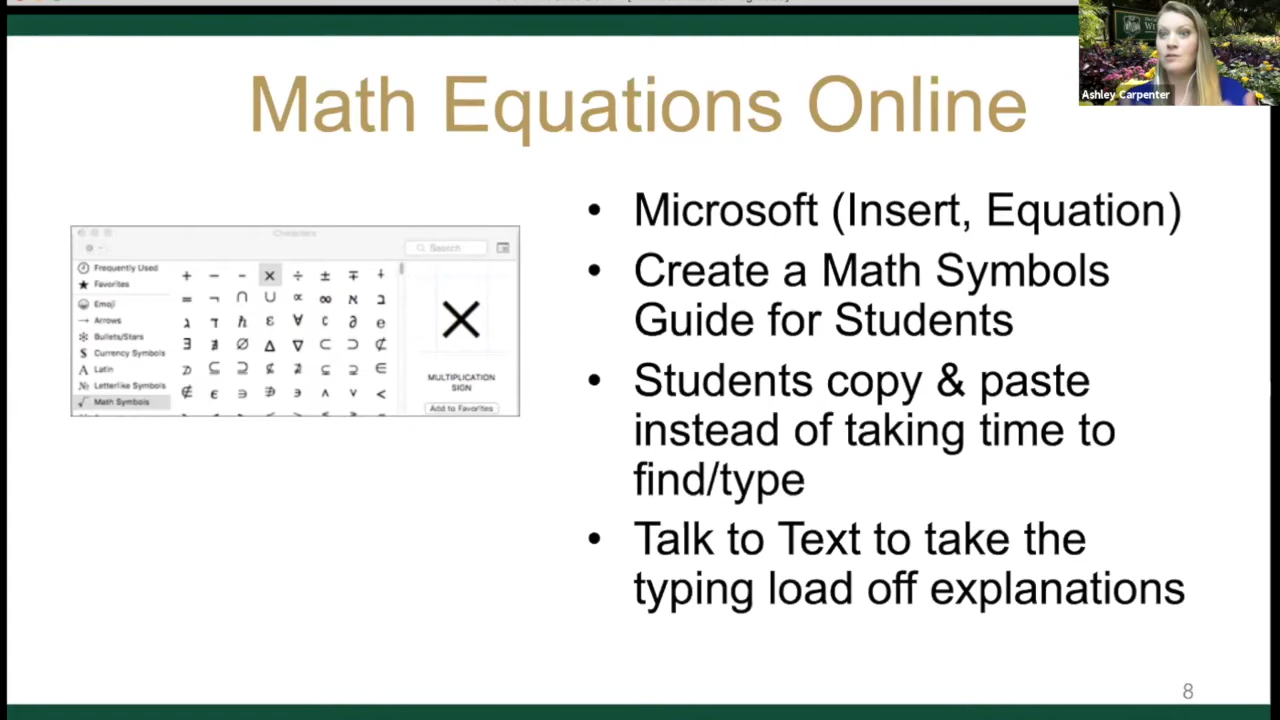 Ashley Carpenter
Math Equations Online
• Microsoft (Insert, Equation)
• Create a Math Symbols
Guide for Students
• Students copy & paste
instead of taking time to
find/type
• Talk to Text to take the
typing load off explanations
Characters
Search
Frequently Used
Favorites
Emoji
Arrows
Bullets/Stars
Currency Symbols
Latin
Letterlike Symbols
Math Symbols
MULTIPLICATION
SIGN
Add to Favorites
8